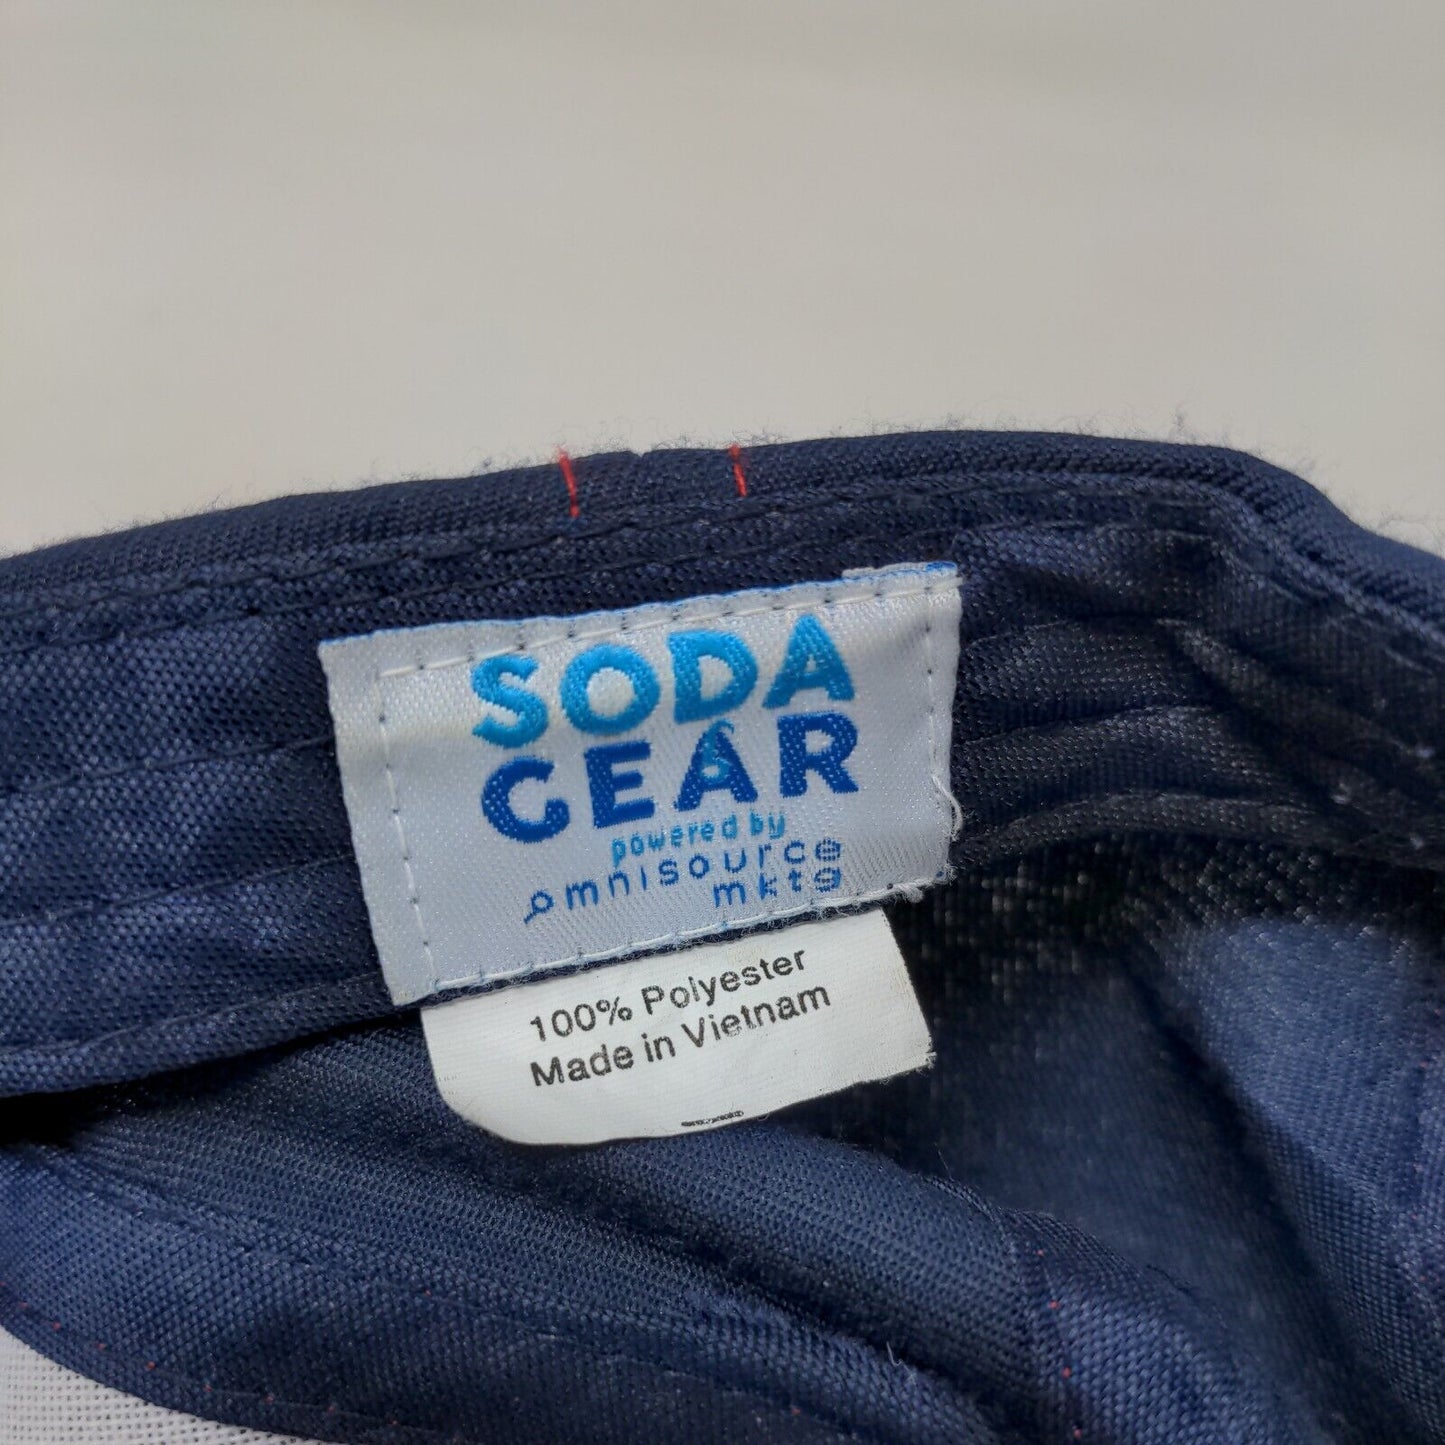 SODA
GEAR
powered by
omnisource
mktg
100% Polyester
Made in Vietnam